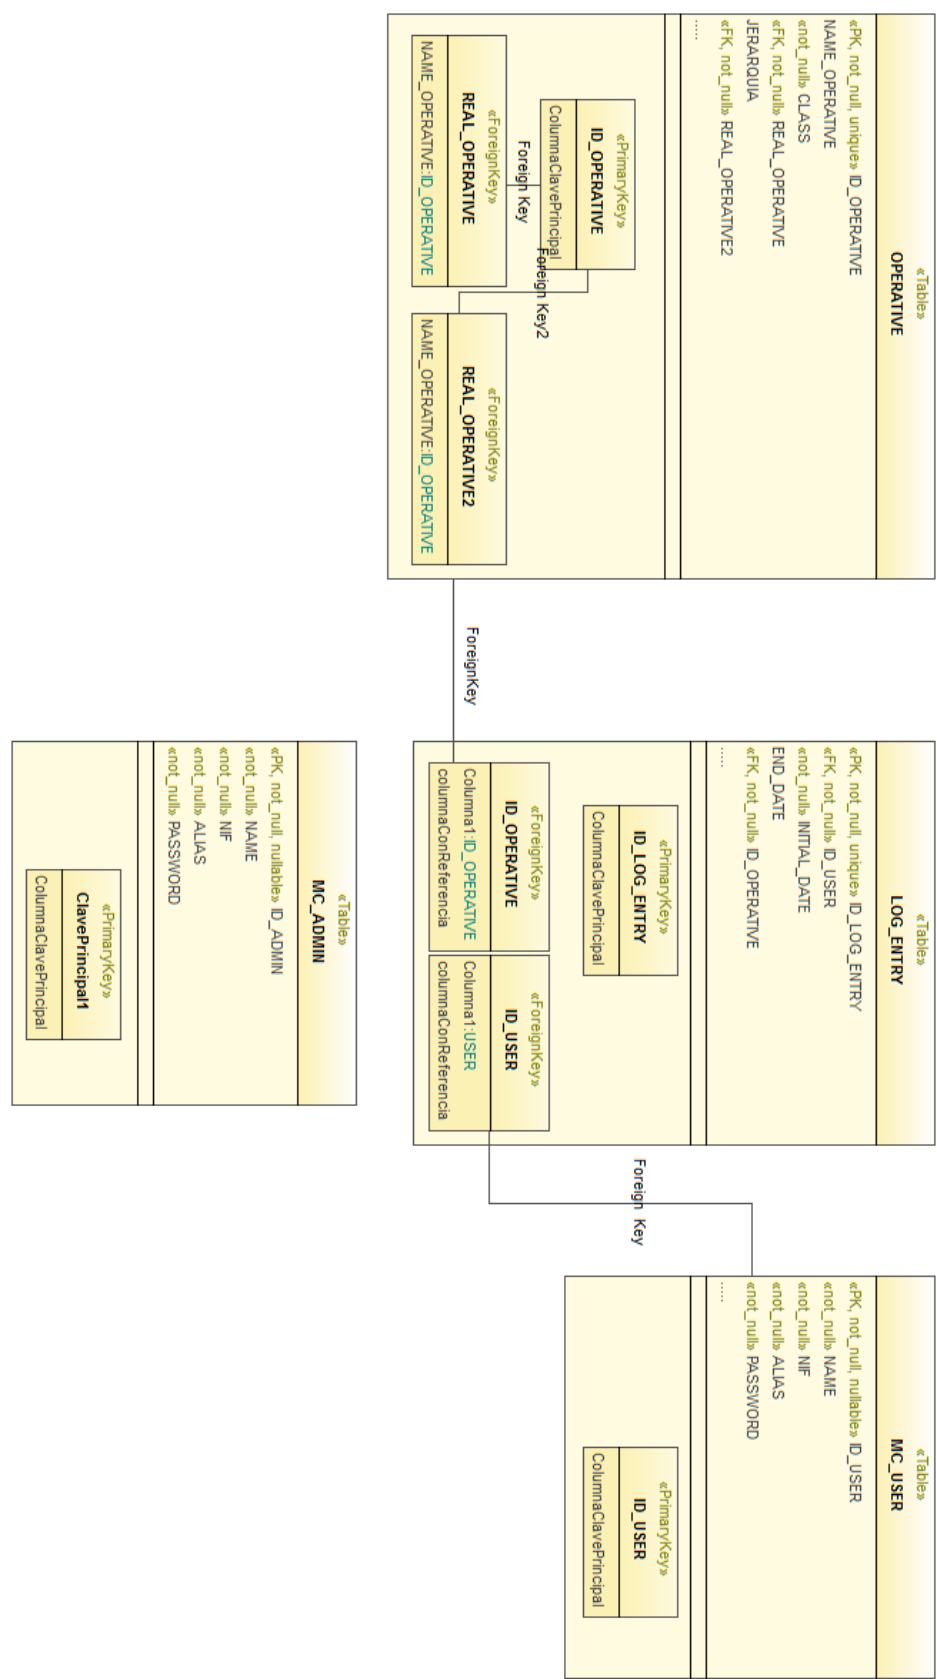 «Table»
OPERATIVE
«PK, not_null, unique» ID_OPERATIVE
NAME_OPERATIVE
«not_null» CLASS
«FK, not_null» REAL_OPERATIVE
JERARQUIA
«FK, not_null» REAL_OPERATIVE2
.....
«PrimaryKey»
ID_OPERATIVE
ColumnaClavePrincipal
Foreign Key
Foreign Key2
«ForeignKey»
REAL_OPERATIVE
NAME_OPERATIVE:ID_OPERATIVE
«ForeignKey»
REAL_OPERATIVE2
NAME_OPERATIVE:ID_OPERATIVE
ForeignKey
«Table»
LOG_ENTRY
«PK, not_null, unique» ID_LOG_ENTRY
«FK, not_null» ID_USER
«not_null» INITIAL_DATE
END_DATE
«FK, not_null» ID_OPERATIVE
.....
«PrimaryKey»
ID_LOG_ENTRY
ColumnaClavePrincipal
«ForeignKey»
ID_OPERATIVE
Columna1:ID_OPERATIVE
columnaConReferencia
«ForeignKey»
ID_USER
Columna1:USER
columnaConReferencia
Foreign Key
«Table»
MC_USER
«PK, not_null, nullable» ID_USER
«not_null» NAME
«not_null» NIF
«not_null» ALIAS
«not_null» PASSWORD
.....
«PrimaryKey»
ID_USER
ColumnaClavePrincipal
«Table»
MC_ADMIN
«PK, not_null, nullable» ID_ADMIN
«not_null» NAME
«not_null» NIF
«not_null» ALIAS
«not_null» PASSWORD
«PrimaryKey»
ClavePrincipal1
ColumnaClavePrincipal